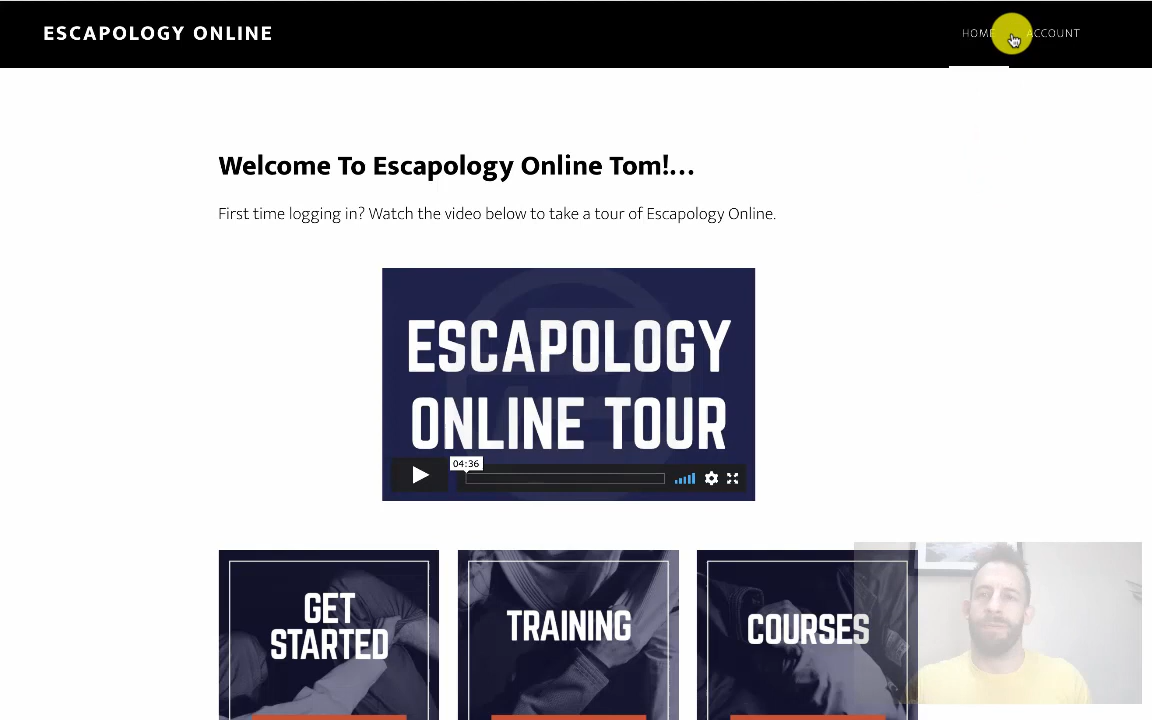 ESCAPOLOGY ONLINE
HOME
ACCOUNT
Welcome To Escapology Online Tom!...
First time logging in? Watch the video below to take a tour of Escapology Online.
ESCAPOLOGY
ONLINE TOUR
04:36
GET
STARTED
TRAINING
COURSES